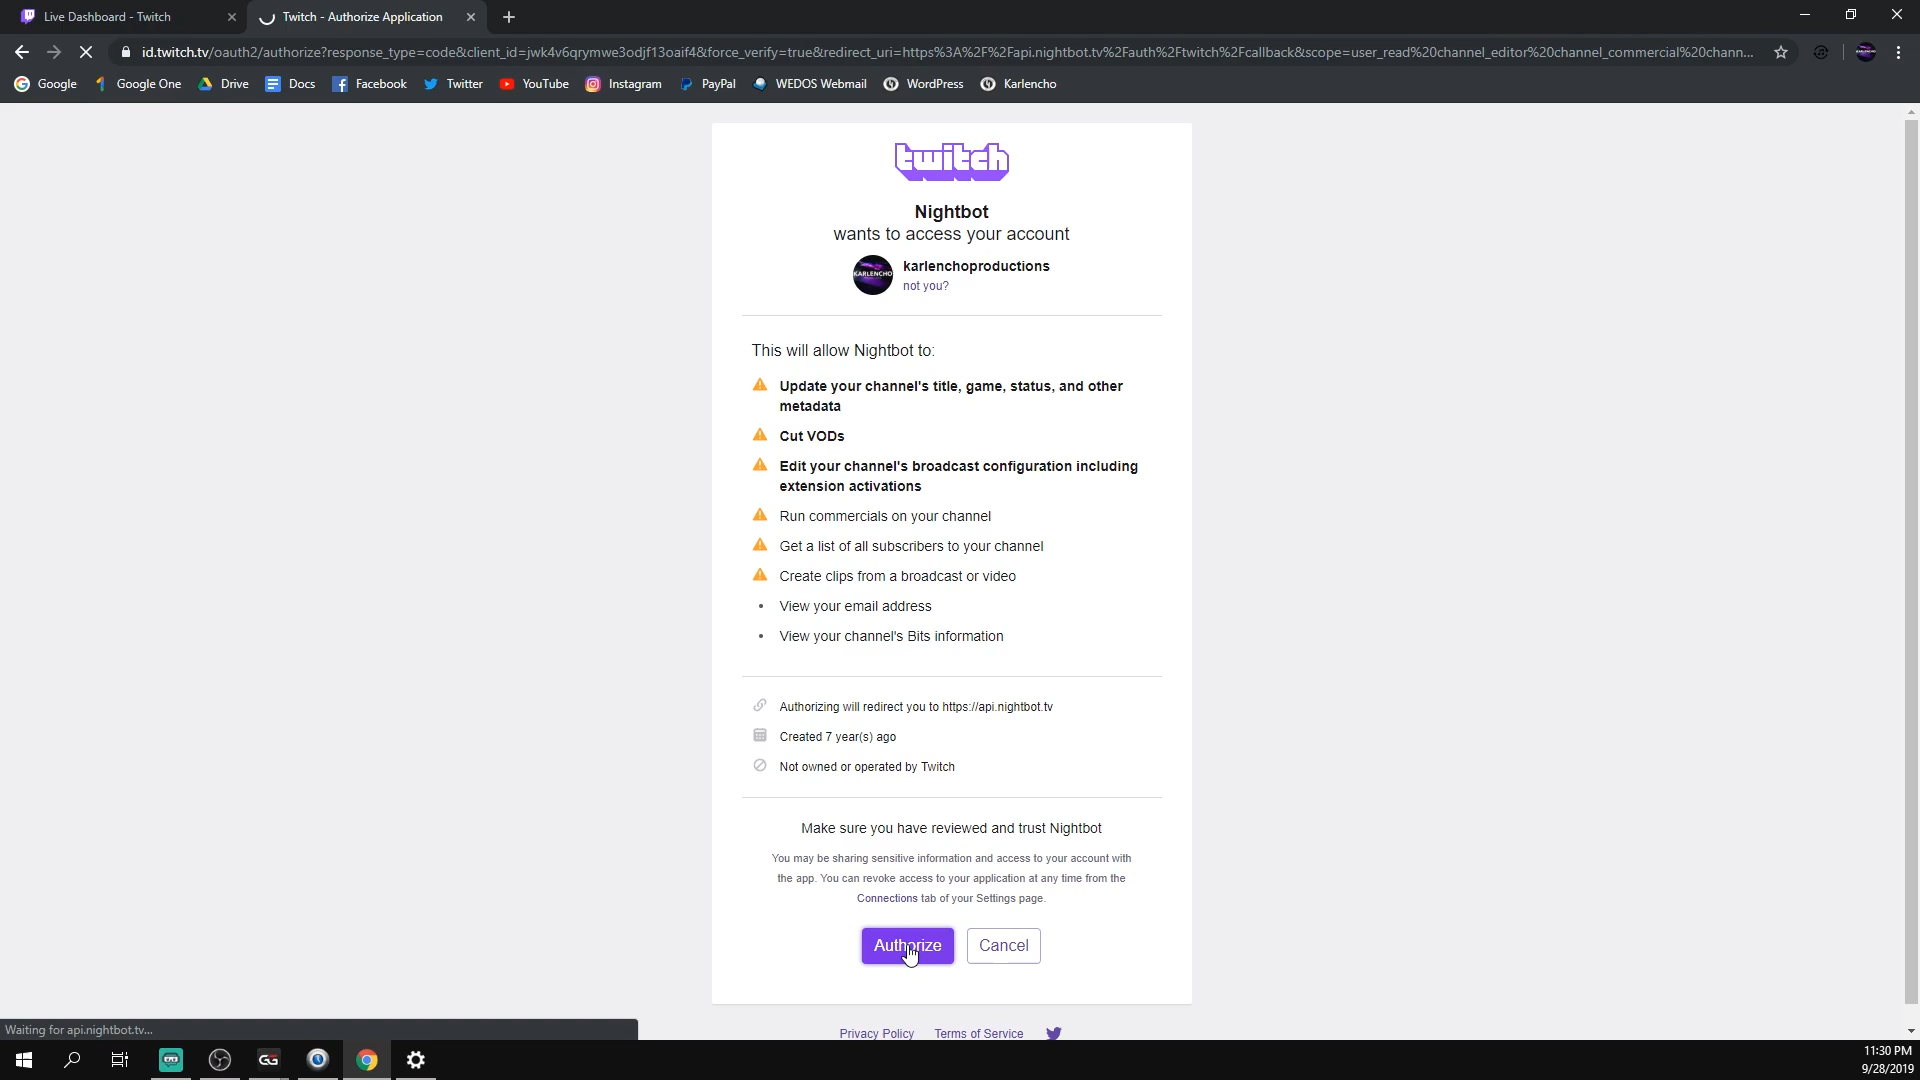 Live Dashboard - Twitch
Twitch - Authorize Application
id.twitch.tv/oauth2/authorize?response_type=code&client_id=jwk4v6qrymwe3odjf13oaif4&force_verify=true&redirect_uri=https%3A%2F%2Fapi.nightbot.tv%2Fauth%2Ftwitch%2Fcallback&scope=user_read%20channel_editor%20channel_commercial%20chann...
Google Google One Drive Docs Facebook Twitter YouTube Instagram PayPal WEDOS Webmail WordPress Karlencho
twitch
Nightbot
wants to access your account
KARLENCHO
karlenchoproductions
not you?
This will allow Nightbot to:
Update your channel's title, game, status, and other
metadata
Cut VODs
Edit your channel's broadcast configuration including
extension activations
Run commercials on your channel
Get a list of all subscribers to your channel
Create clips from a broadcast or video
• View your email address
• View your channel's Bits information
Authorizing will redirect you to https://api.nightbot.tv
Created 7 year(s) ago
Not owned or operated by Twitch
Make sure you have reviewed and trust Nightbot
You may be sharing sensitive information and access to your account with
the app. You can revoke access to your application at any time from the
Connections tab of your Settings page.
Authorize Cancel
Waiting for api.nightbot.tv...
Privacy Policy Terms of Service
GG
11:30 PM
9/28/2019